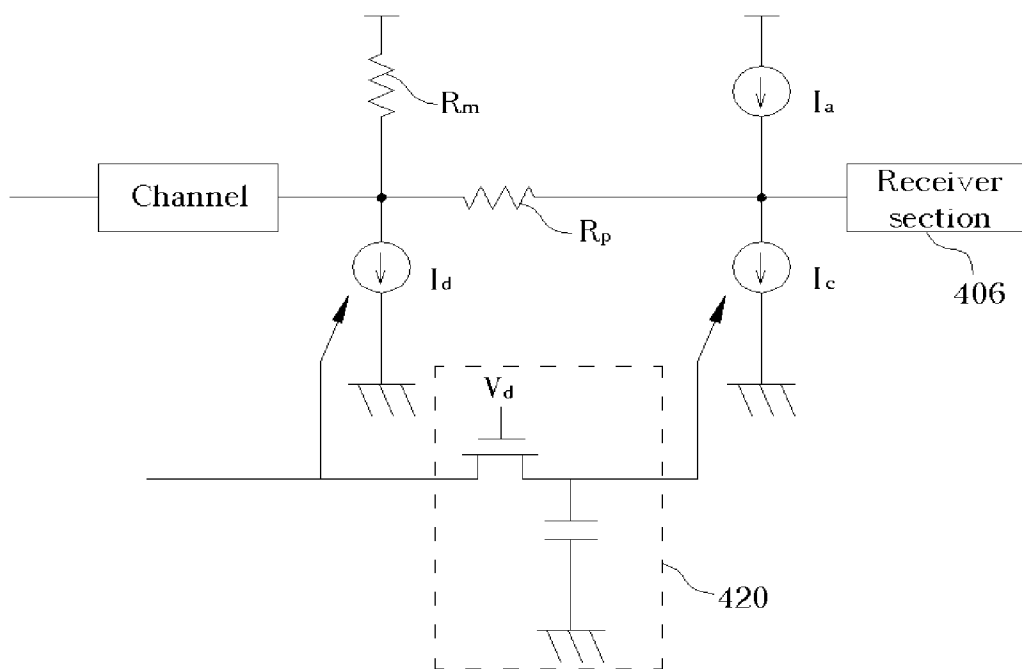 Rm
Ia
Channel
Rp
Receiver
section
406
Id
Ic
Vd
420